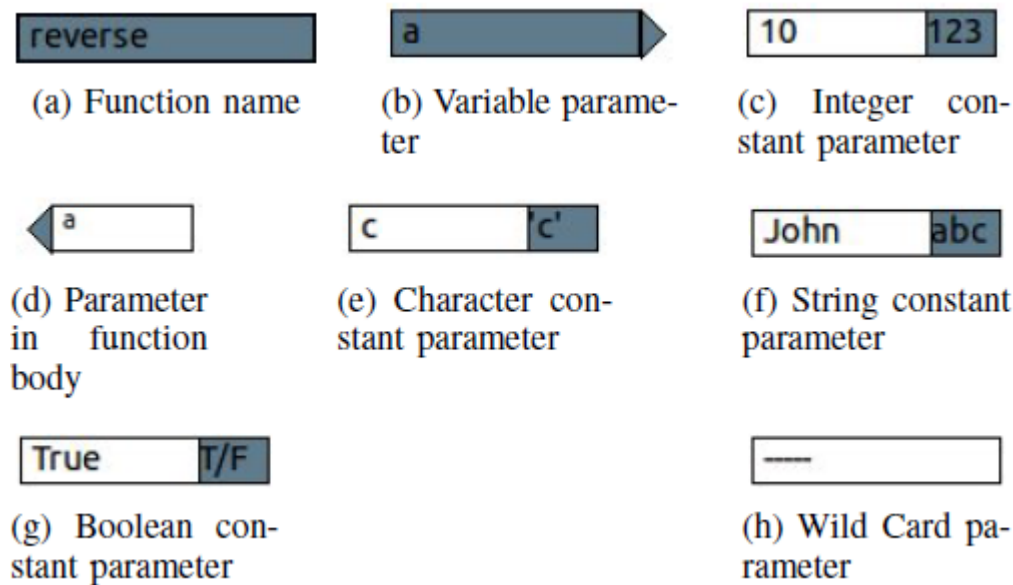 reverse
a
10 123
(a) Function name
(b) Variable parame-
ter
(c) Integer con-
stant parameter
a
c 'c'
John abc
(d) Parameter
in function
body
(e) Character con-
stant parameter
(f) String constant
parameter
True T/F
-----
(g) Boolean con-
stant parameter
(h) Wild Card pa-
rameter